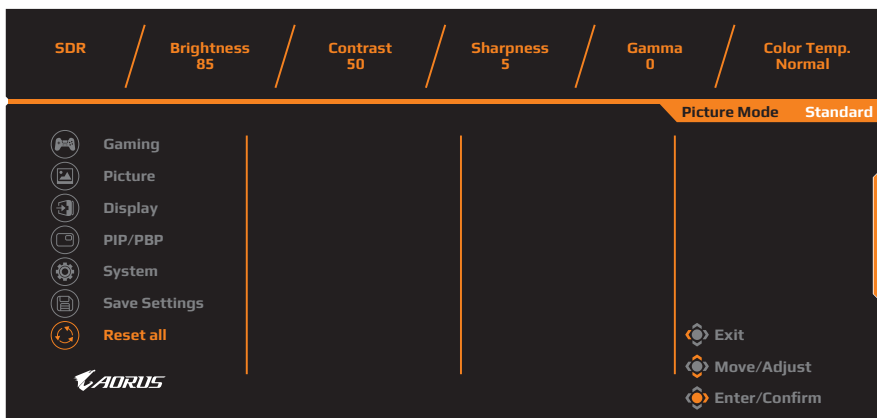 SDR
Brightness
85
Contrast
50
Sharpness
5
Gamma
0
Color Temp.
Normal
Picture Mode Standard
Gaming
Picture
Display
PIP/PBP
System
Save Settings
Reset all
AORUS
Exit
Move/Adjust
Enter/Confirm